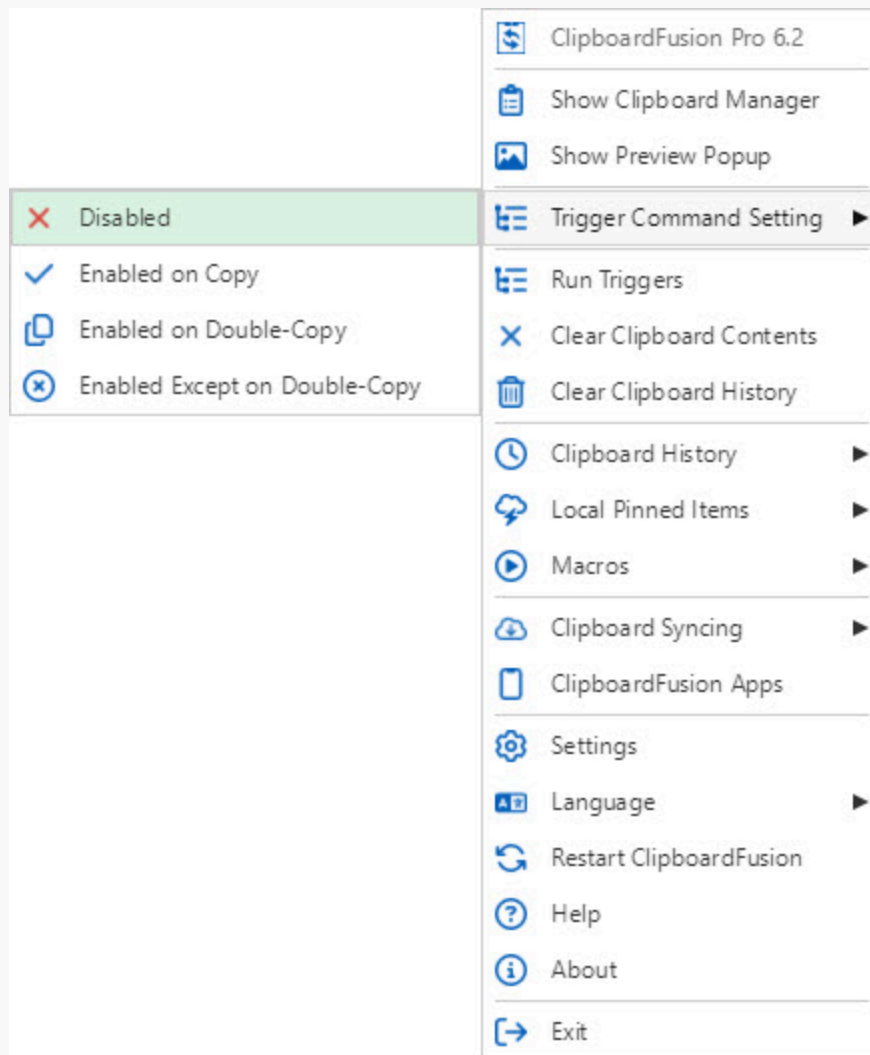 ClipboardFusion Pro 6.2
Show Clipboard Manager
Show Preview Popup
Trigger Command Setting
Disabled
Enabled on Copy
Enabled on Double-Copy
Enabled Except on Double-Copy
Run Triggers
Clear Clipboard Contents
Clear Clipboard History
Clipboard History
Local Pinned Items
Macros
Clipboard Syncing
ClipboardFusion Apps
Settings
Language
Restart ClipboardFusion
Help
About
Exit